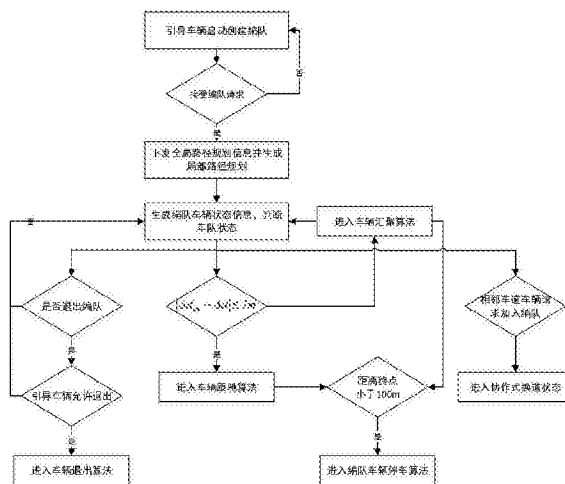 引导车辆启动创建编队
否
接受编队请求
是
下发全局路径规划信息并生成
局部路径规划
生成编队车辆状态信息，判断
车队状态
进入车辆汇聚算法
否
是否退出编队
相邻车道车辆请
求加入编队
是
是
引导车辆允许退出
进入车辆跟驰算法
距离终点
小于100m
进入协作式换道状态
是
是
进入车辆退出算法
进入编队车辆停车算法